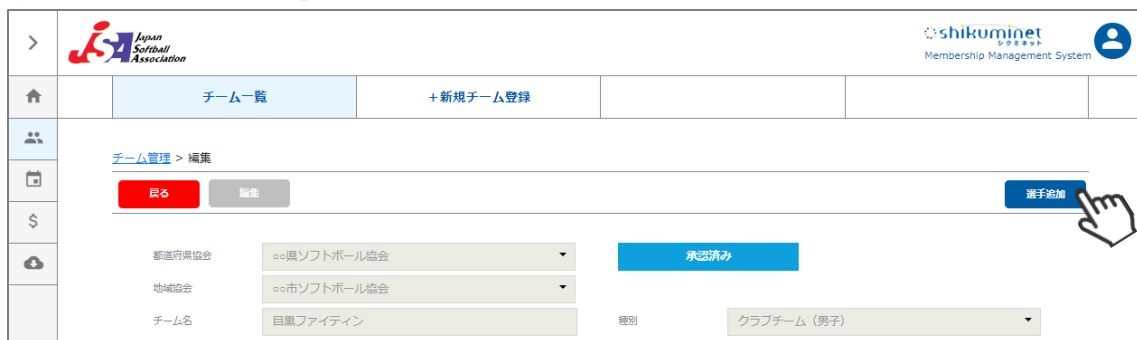 >
JSA Japan
Softball
Association
shikuminet
シクミネット
Membership Management System
チーム一覧
+新規チーム登録
チーム管理 > 編集
戻る 編集 選手追加
都道府県協会 ○○県ソフトボール協会 承認済み
地域協会 ○○市ソフトボール協会
チーム名 目黒ファイティン 種別 クラブチーム（男子）
$